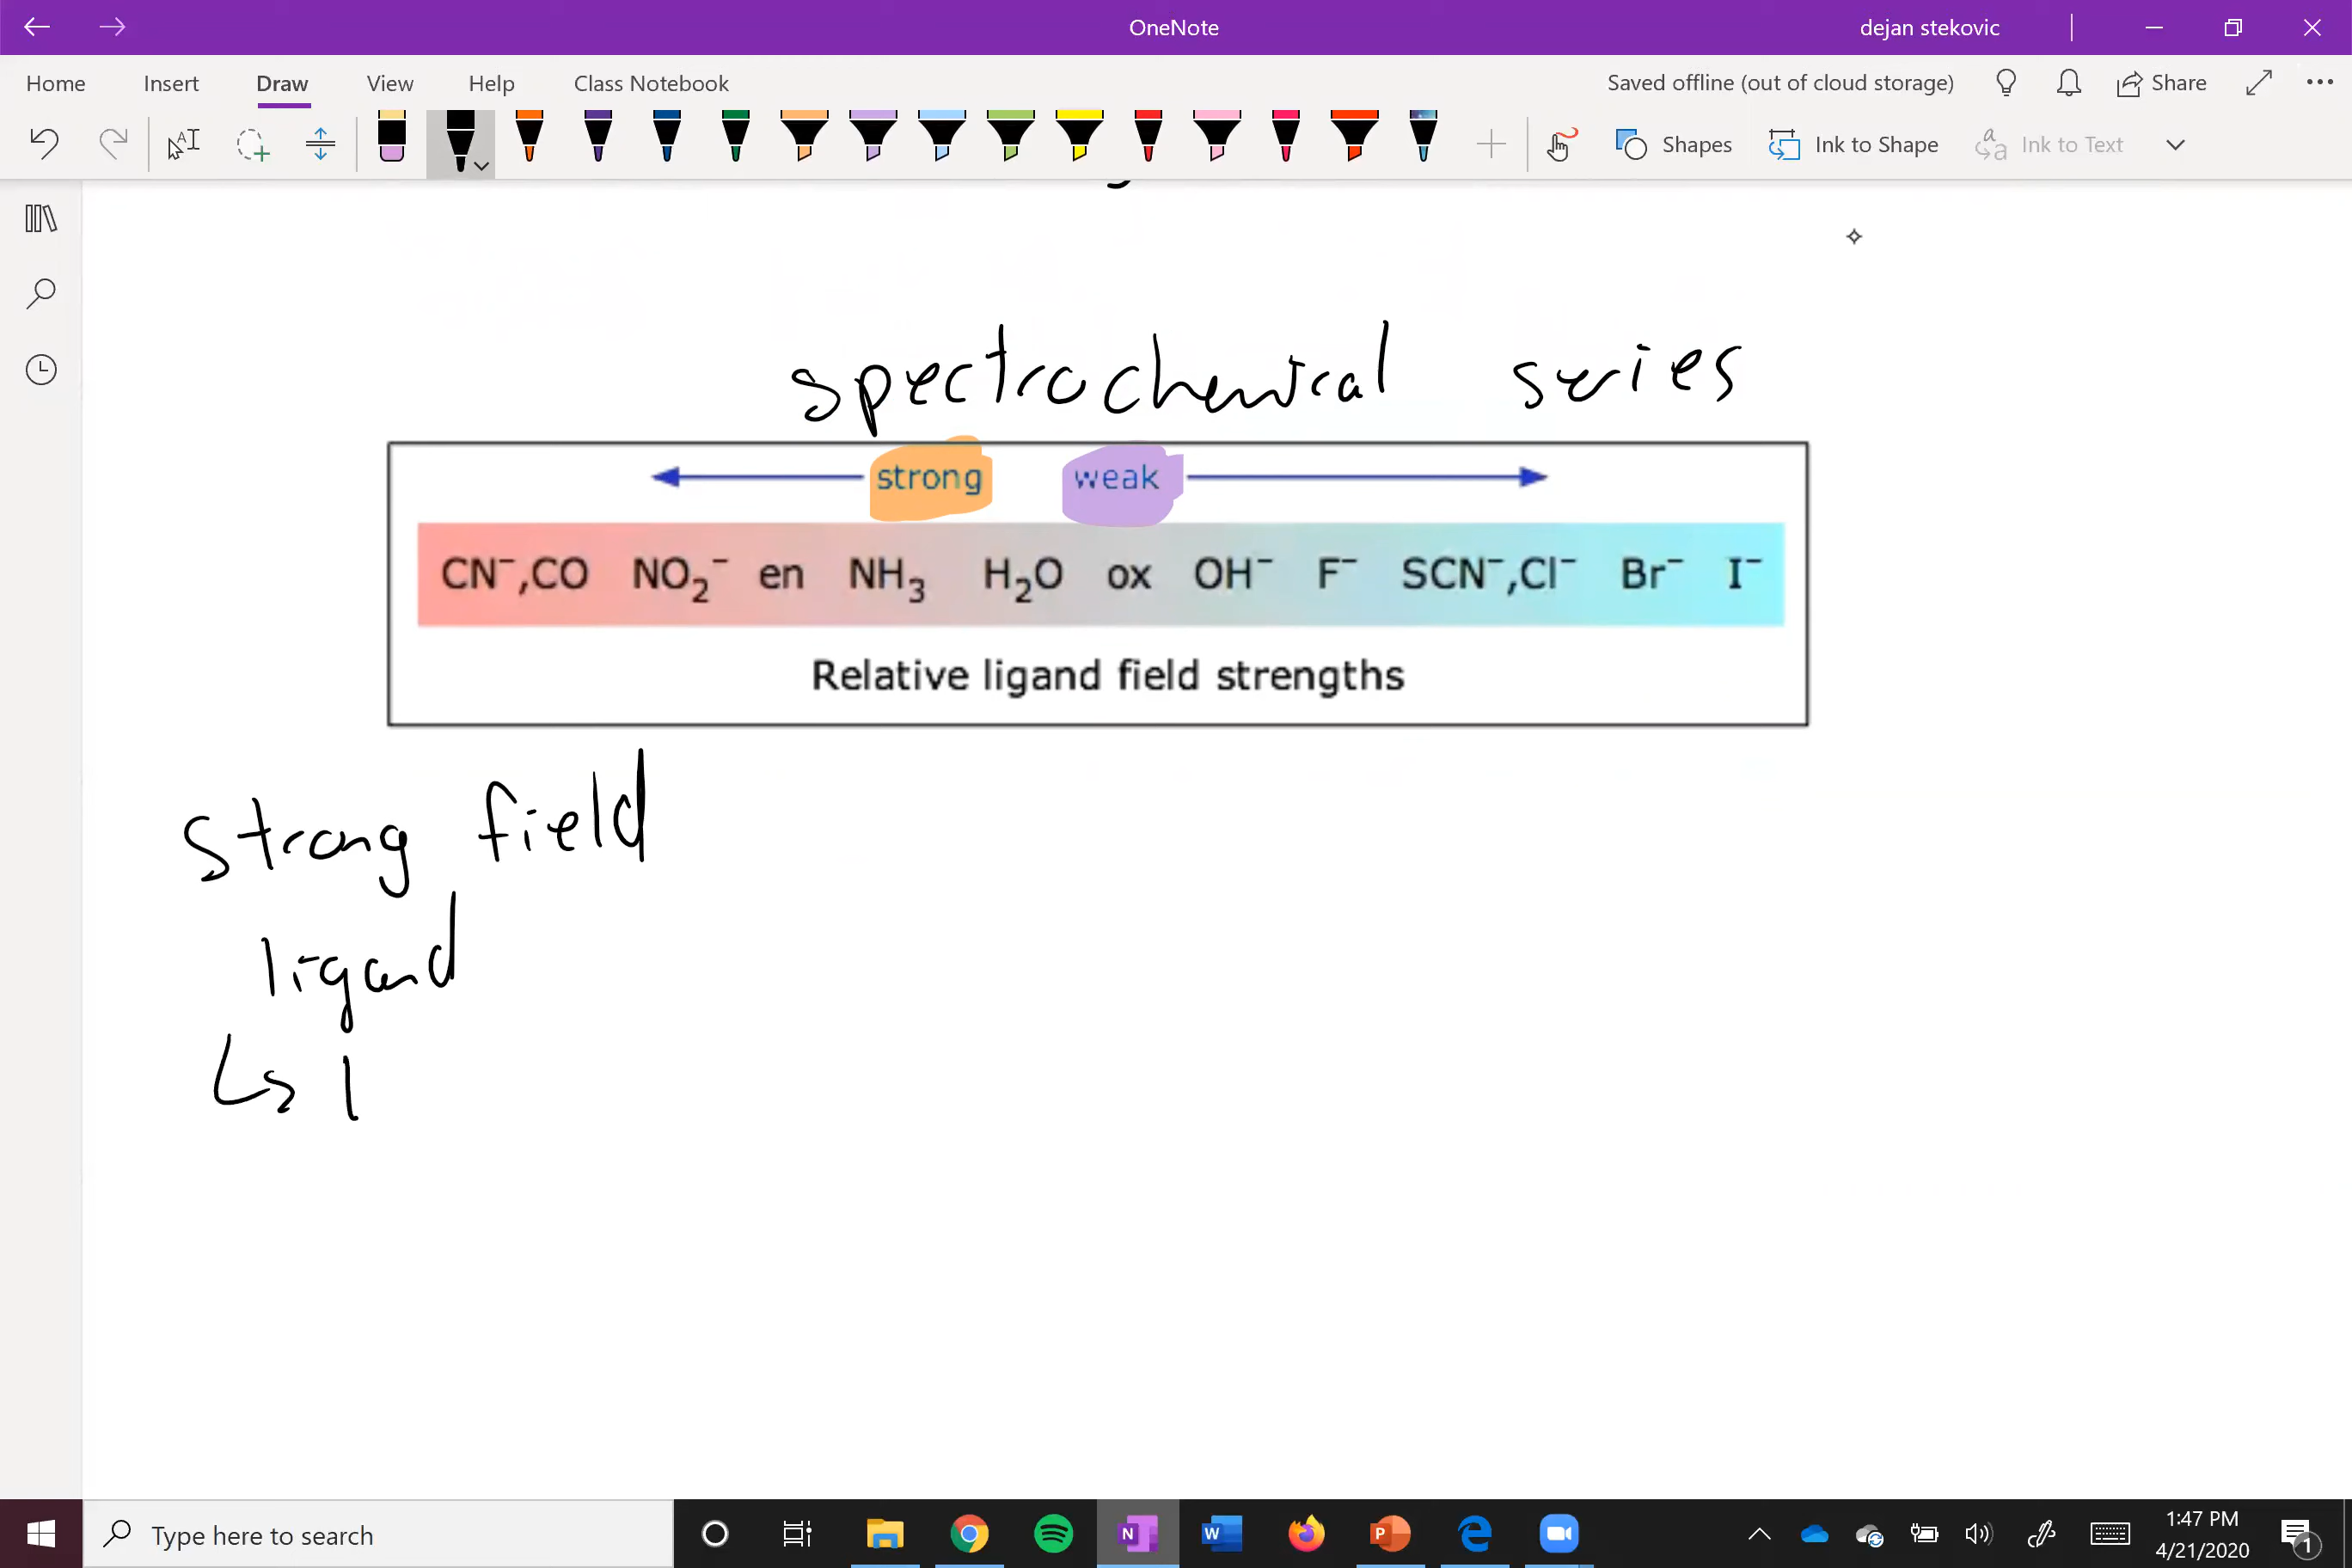 OneNote
dejan stekovic
Home Insert Draw View Help Class Notebook
Saved offline (out of cloud storage) Share
Shapes Ink to Shape Ink to Text
spectrochemical series
strong weak
CN⁻,CO NO₂⁻ en NH₃ H₂O ox OH⁻ F⁻ SCN⁻,Cl⁻ Br⁻ I⁻
Relative ligand field strengths
strong field
ligand
l
Type here to search
1:47 PM
4/21/2020
1